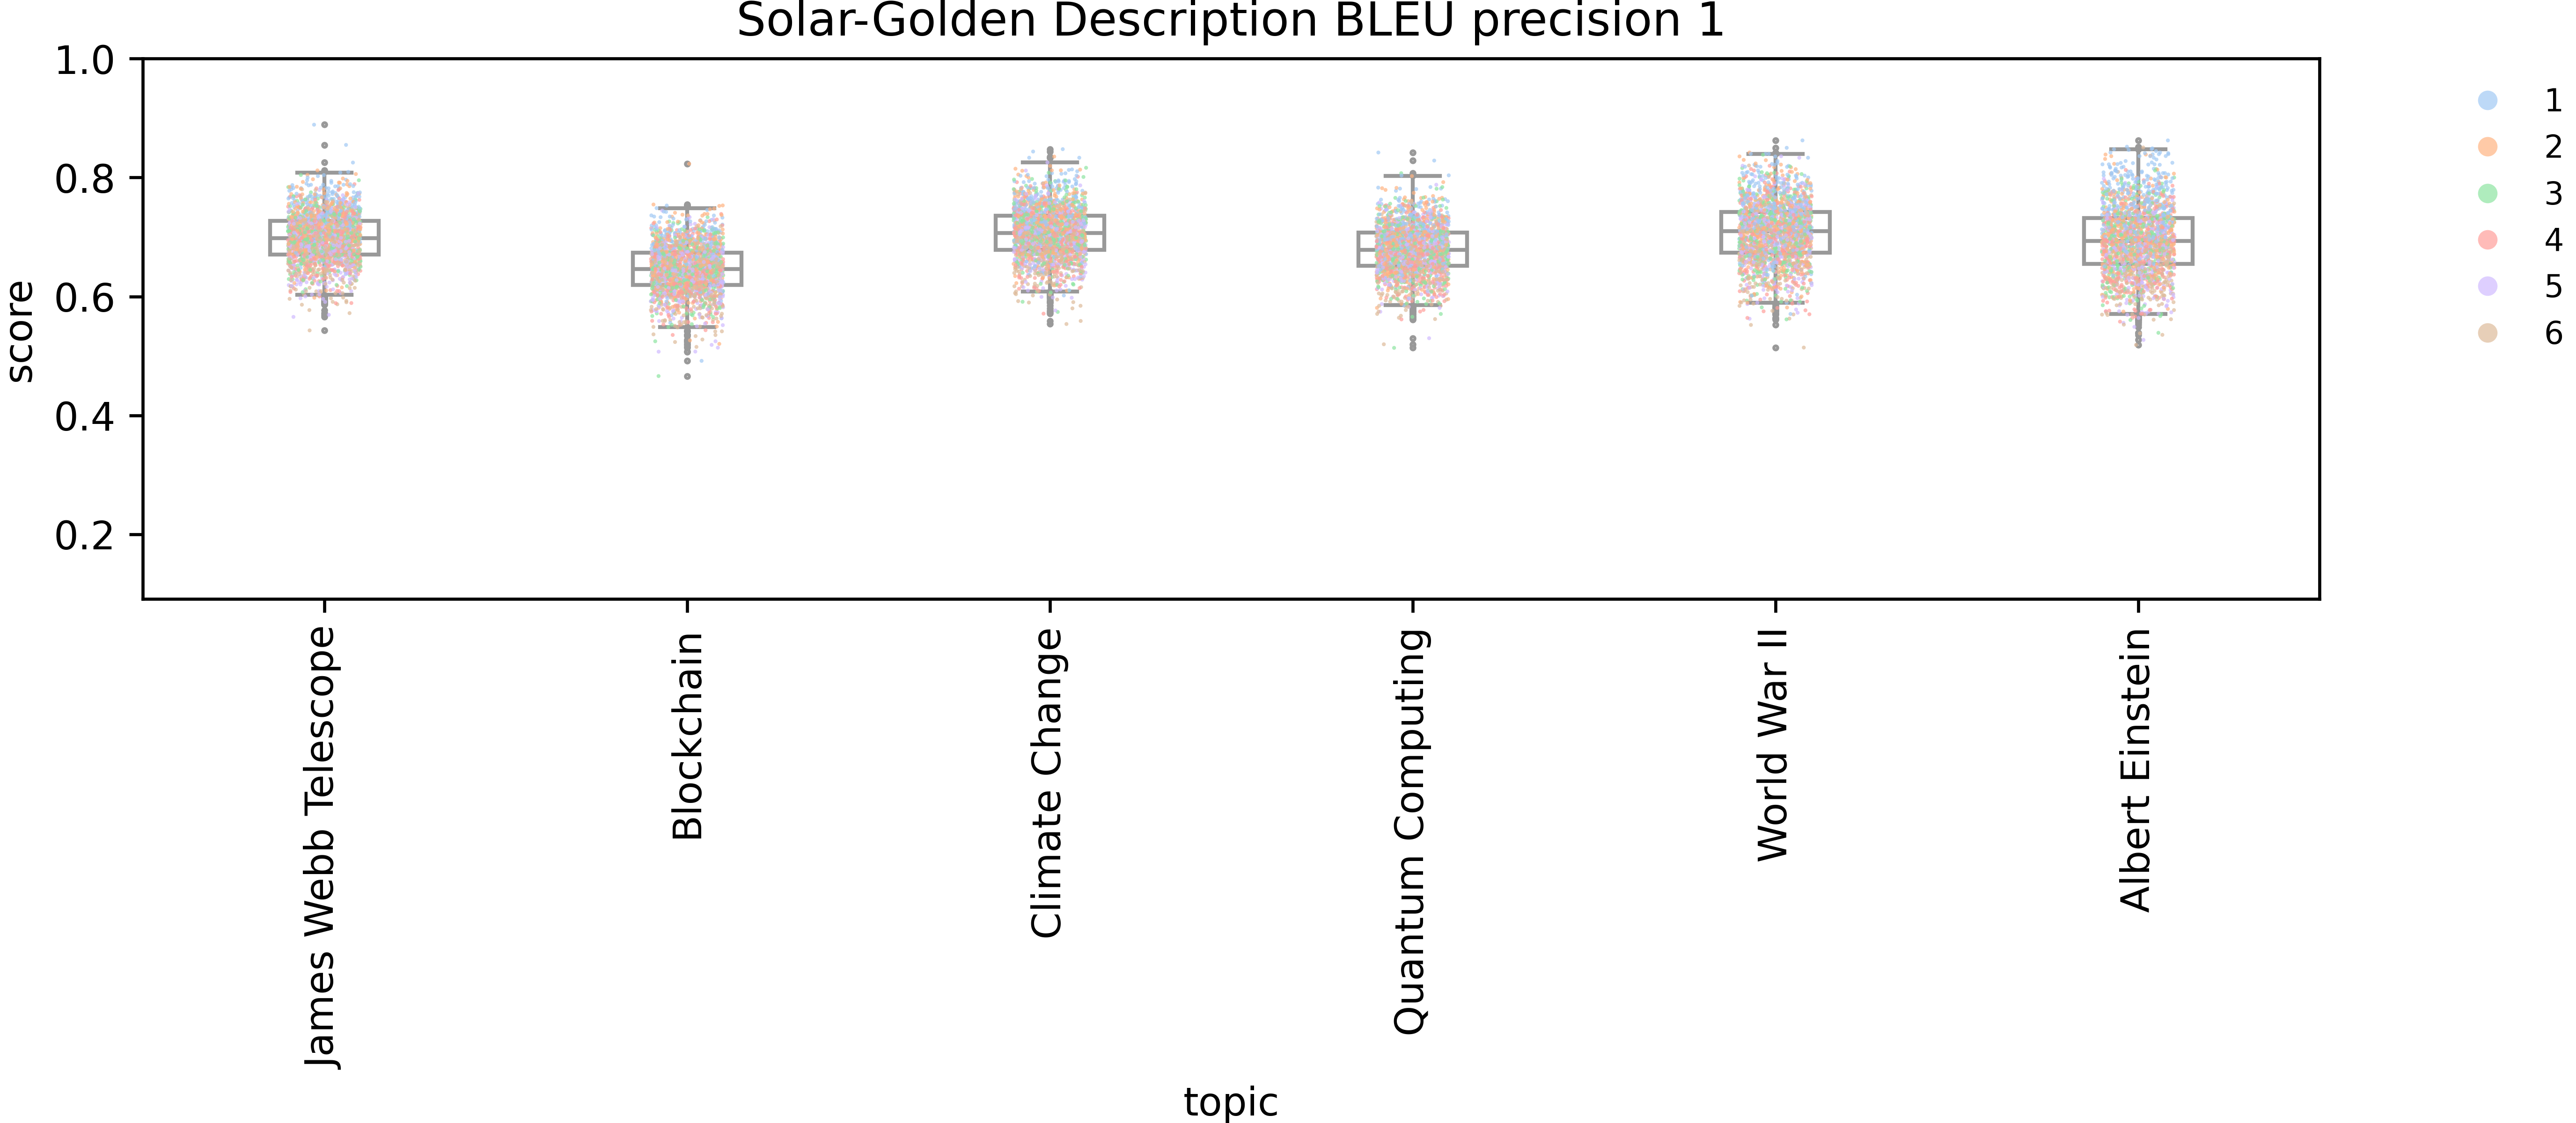 Solar-Golden Description BLEU precision 1
1.0
0.8
0.6
0.4
0.2
score
James Webb Telescope
Blockchain
Climate Change
Quantum Computing
World War II
Albert Einstein
topic
1
2
3
4
5
6